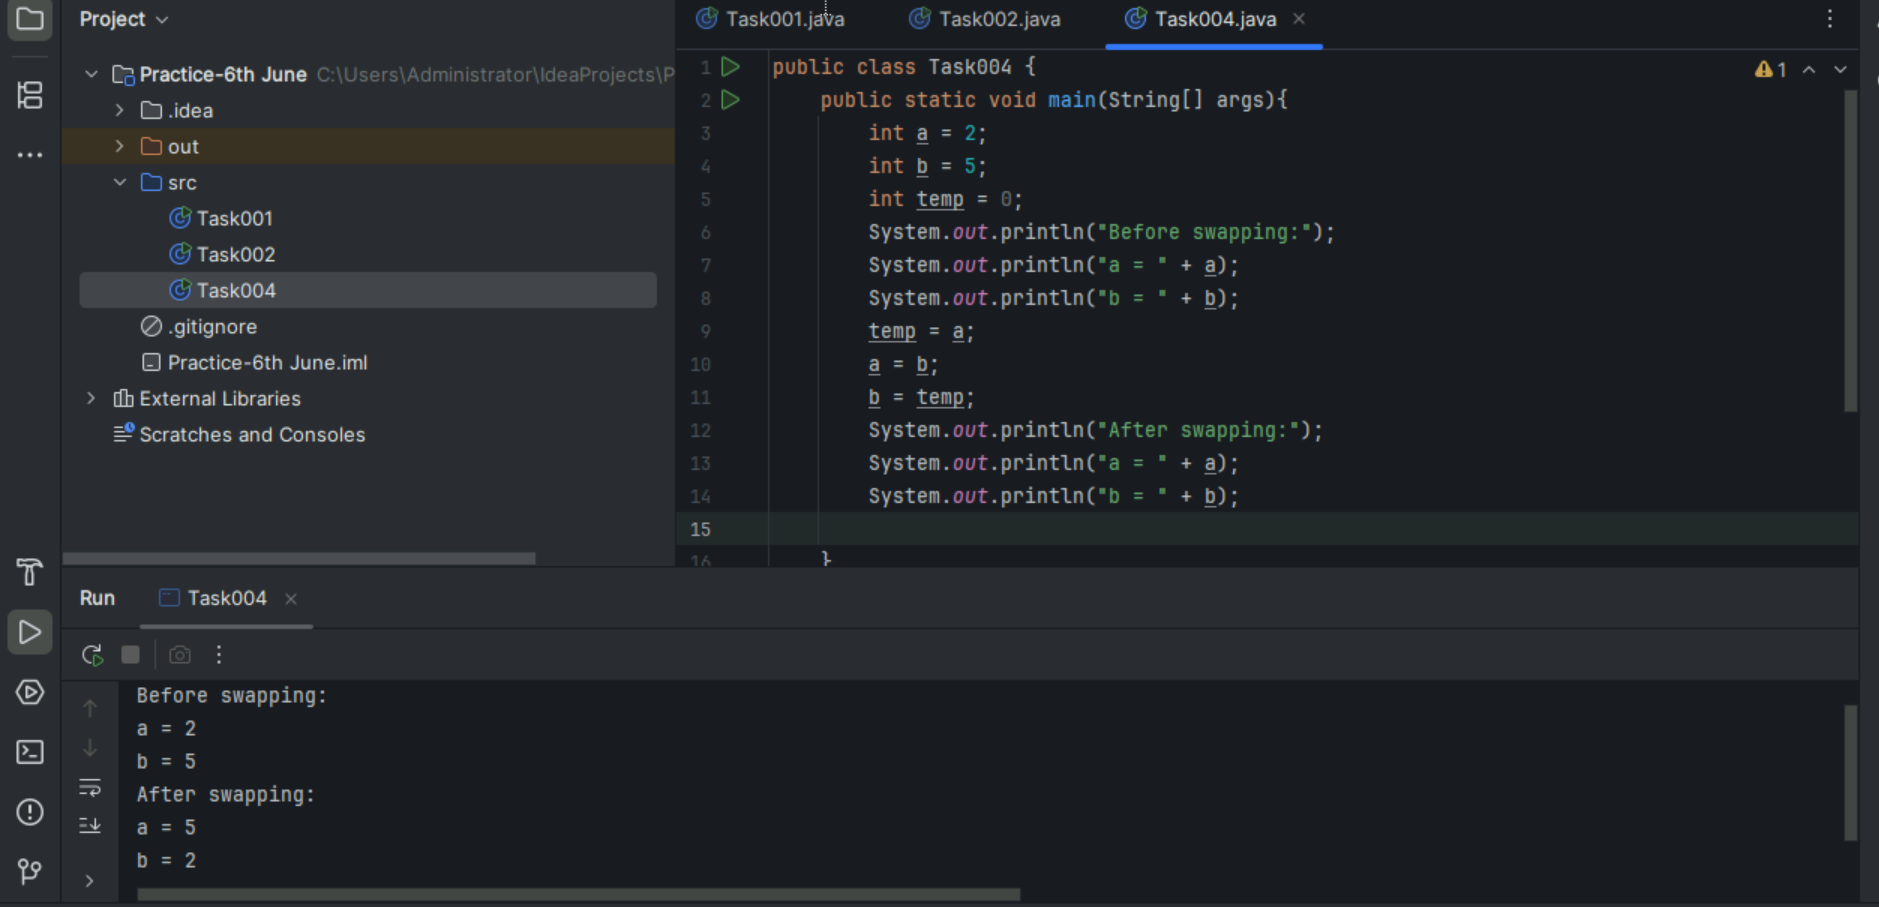 Project
Practice-6th June C:\Users\Administrator\IdeaProjects\P
.idea
out
src
Task001
Task002
Task004
.gitignore
Practice-6th June.iml
External Libraries
Scratches and Consoles
Task001.java Task002.java Task004.java
1
1 public class Task004 {
2 public static void main(String[] args){
3 int a = 2;
4 int b = 5;
5 int temp = 0;
6 System.out.println("Before swapping:");
7 System.out.println("a = " + a);
8 System.out.println("b = " + b);
9 temp = a;
10 a = b;
11 b = temp;
12 System.out.println("After swapping:");
13 System.out.println("a = " + a);
14 System.out.println("b = " + b);
15
16 }
Run Task004
Before swapping:
a = 2
b = 5
After swapping:
a = 5
b = 2